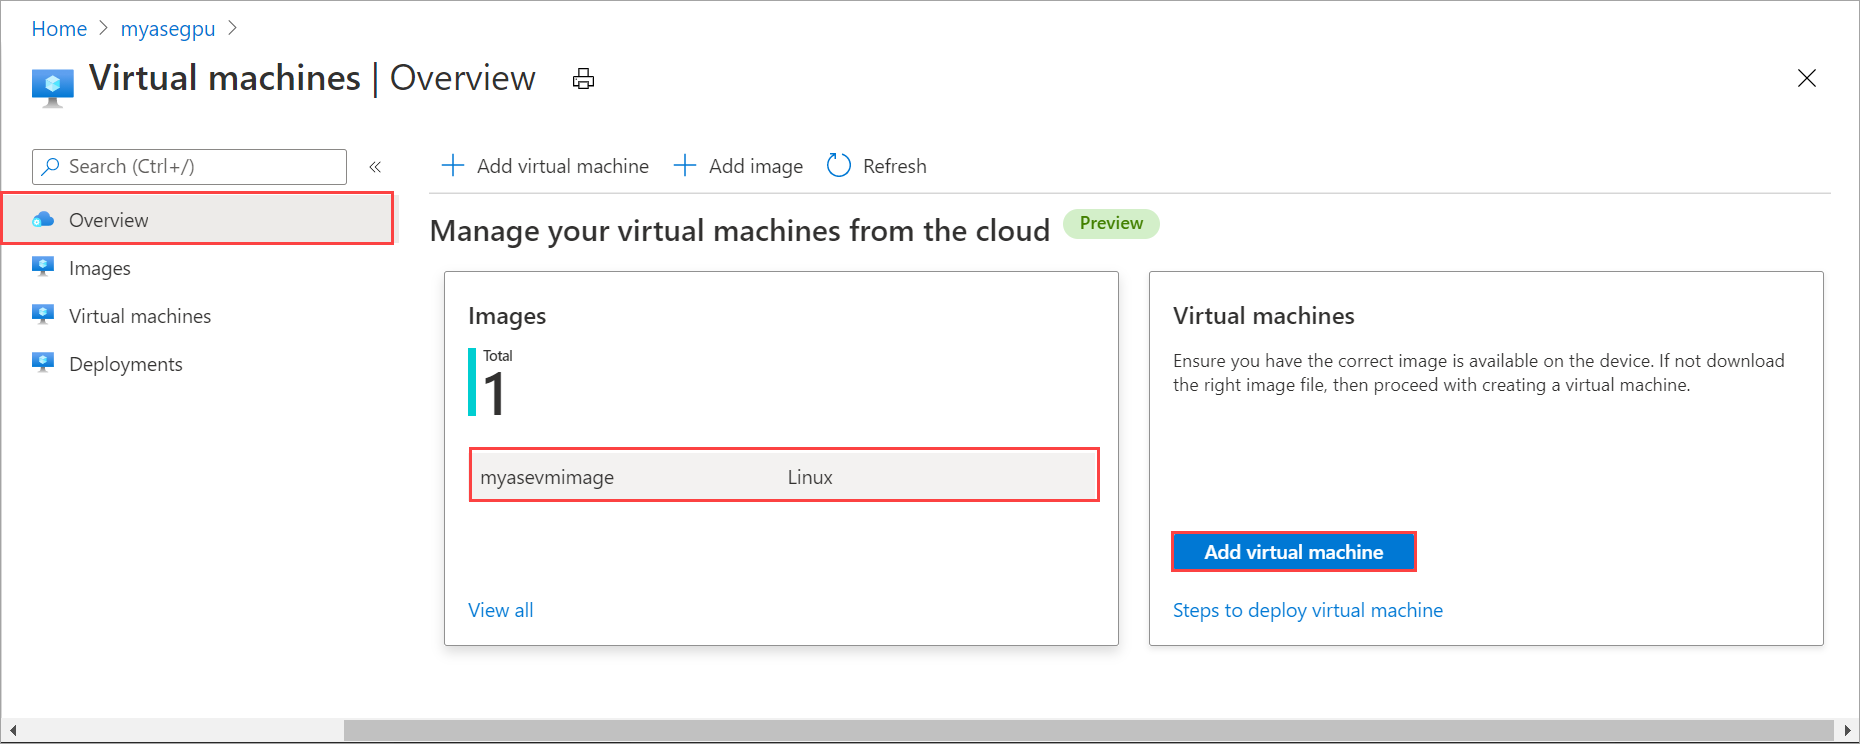 Home > myasegpu >
Virtual machines | Overview
Search (Ctrl+/)
«
Add virtual machine
Add image
Refresh
Overview
Images
Virtual machines
Deployments
Manage your virtual machines from the cloud
Preview
Images
Total
1
myasevmimage Linux
View all
Virtual machines
Ensure you have the correct image is available on the device. If not download
the right image file, then proceed with creating a virtual machine.
Add virtual machine
Steps to deploy virtual machine